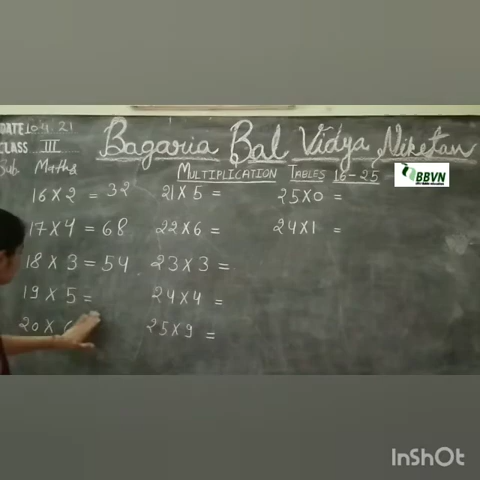 DATE 10.4.21
CLASS III
Bagaria Bal Vidya Niketan
Sub. Maths
MULTIPLICATION TABLES 16-25
BBVN
16 X 2 = 32
17 X 4 = 68
18 X 3 = 54
19 X 5 =
20 X
21 X 5 =
22 X 6 =
23 X 3 =
24 X 4 =
25 X 9 =
25 X 0 =
24 X 1 =
InShOt